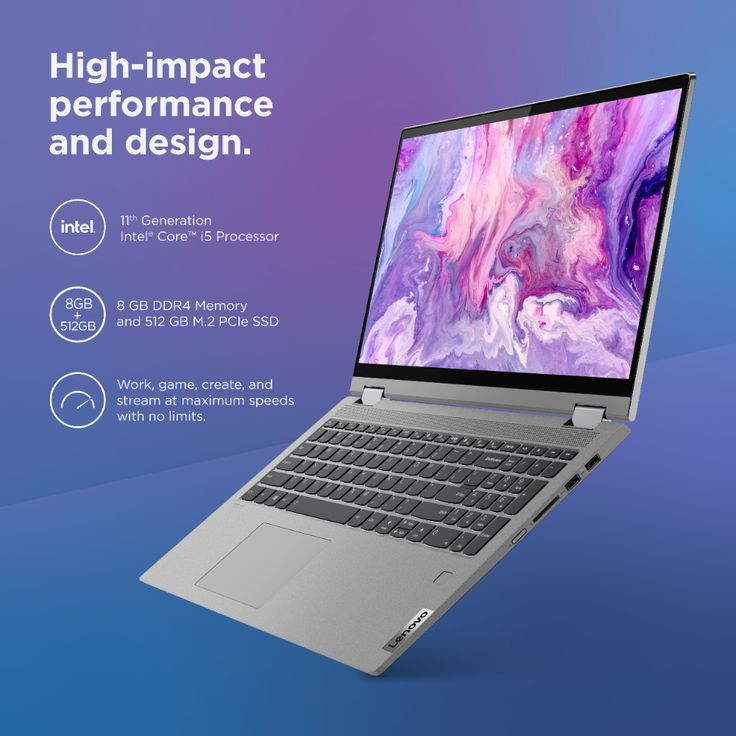 High-impact
performance
and design.
intel
11th Generation
Intel® Core™ i5 Processor
8GB
+
512GB
8 GB DDR4 Memory
and 512 GB M.2 PCIe SSD
Work, game, create, and
stream at maximum speeds
with no limits.
Lenovo